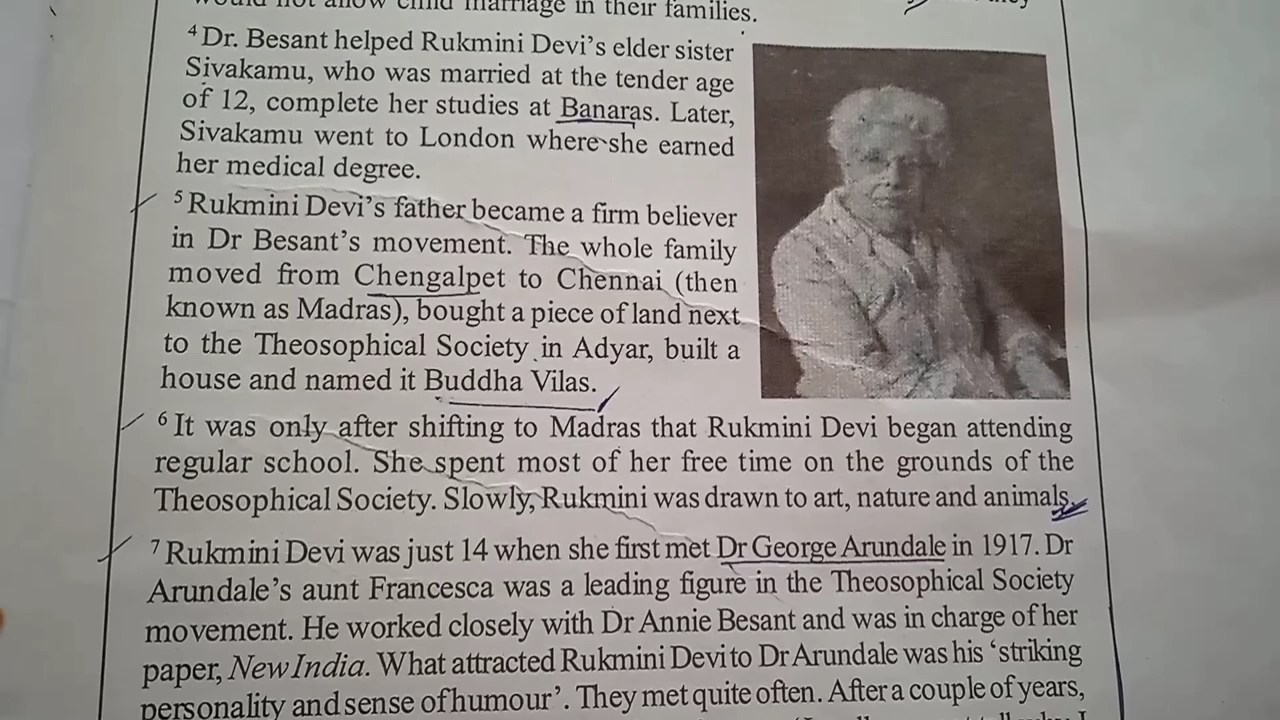 would not allow child marriage in their families.
4 Dr. Besant helped Rukmini Devi's elder sister
Sivakamu, who was married at the tender age
of 12, complete her studies at Banaras. Later,
Sivakamu went to London where she earned
her medical degree.
5 Rukmini Devi's father became a firm believer
in Dr Besant's movement. The whole family
moved from Chengalpet to Chennai (then
known as Madras), bought a piece of land next
to the Theosophical Society in Adyar, built a
house and named it Buddha Vilas.
6 It was only after shifting to Madras that Rukmini Devi began attending
regular school. She spent most of her free time on the grounds of the
Theosophical Society. Slowly, Rukmini was drawn to art, nature and animals.
7 Rukmini Devi was just 14 when she first met Dr George Arundale in 1917. Dr
Arundale's aunt Francesca was a leading figure in the Theosophical Society
movement. He worked closely with Dr Annie Besant and was in charge of her
paper, New India. What attracted Rukmini Devi to Dr Arundale was his 'striking
personality and sense of humour'. They met quite often. After a couple of years,